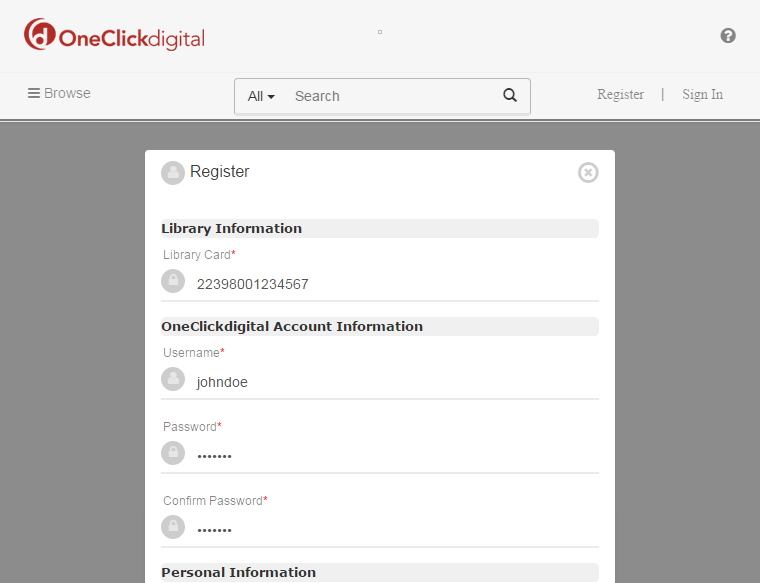 OneClickdigital
Browse
All Search
Register | Sign In
Register
Library Information
Library Card*
22398001234567
OneClickdigital Account Information
Username*
johndoe
Password*
•••••••
Confirm Password*
•••••••
Personal Information